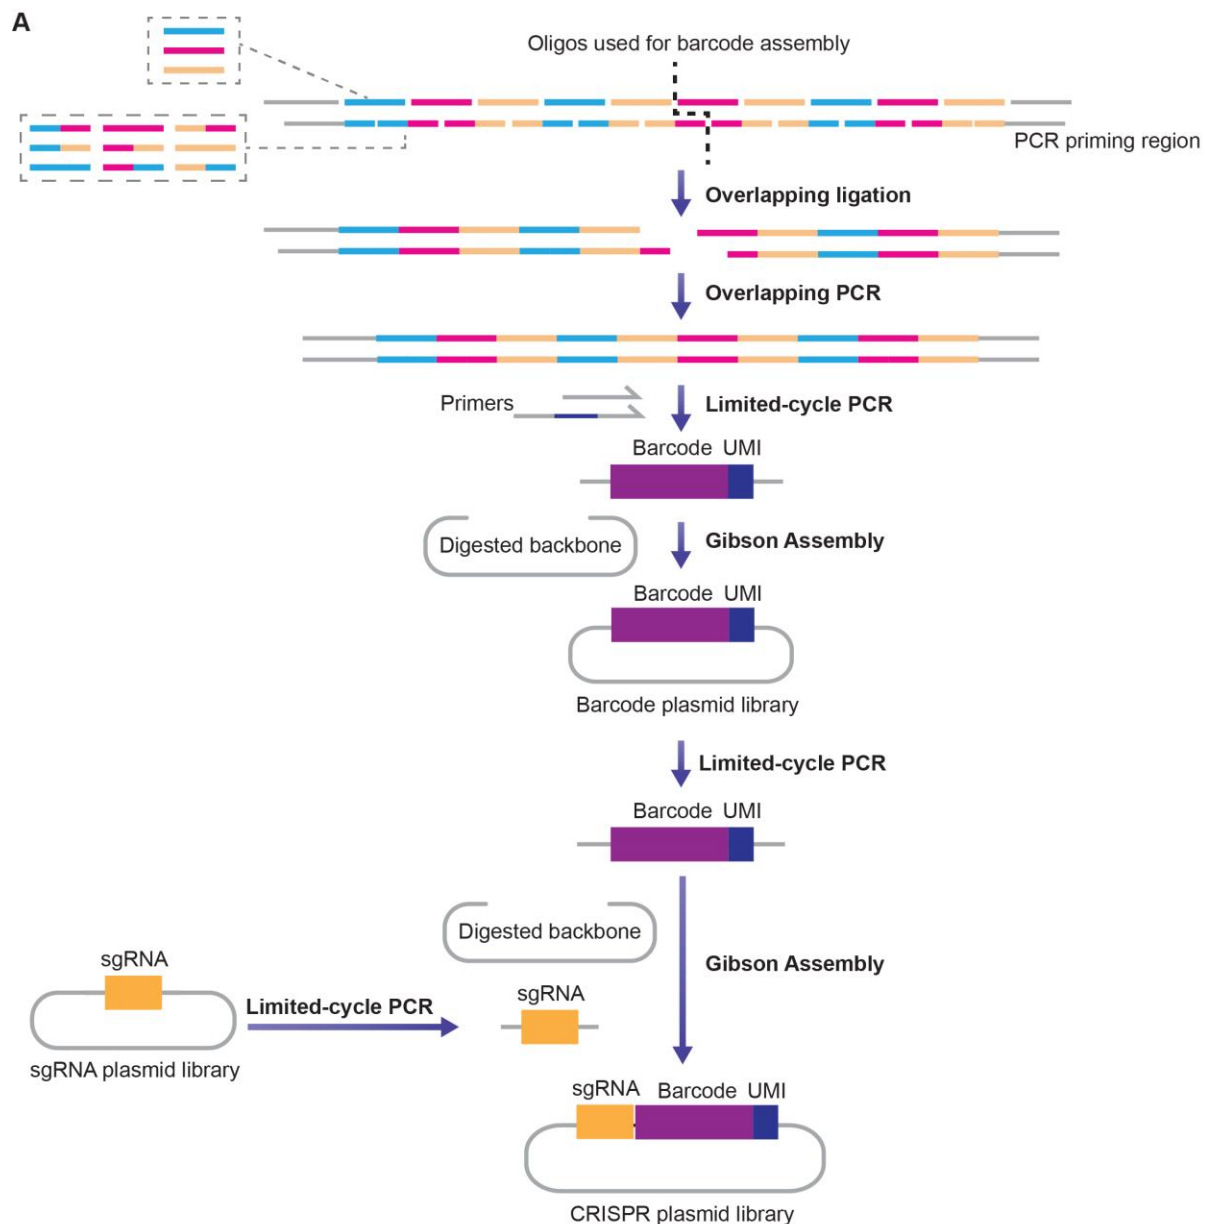 A
Oligos used for barcode assembly
PCR priming region
Overlapping ligation
Overlapping PCR
Primers
Limited-cycle PCR
Barcode UMI
Digested backbone
Gibson Assembly
Barcode UMI
Barcode plasmid library
Limited-cycle PCR
Barcode UMI
Digested backbone
Gibson Assembly
sgRNA
Limited-cycle PCR
sgRNA
sgRNA plasmid library
sgRNA Barcode UMI
CRISPR plasmid library